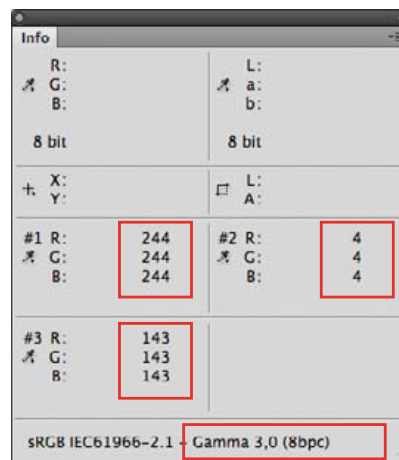 Info
R: L:
G: a:
B: b:
8 bit 8 bit
X: L:
Y: A:
#1 R: 244 #2 R: 4
G: 244 G: 4
B: 244 B: 4
#3 R: 143
G: 143
B: 143
sRGB IEC61966-2.1 - Gamma 3,0 (8bpc)